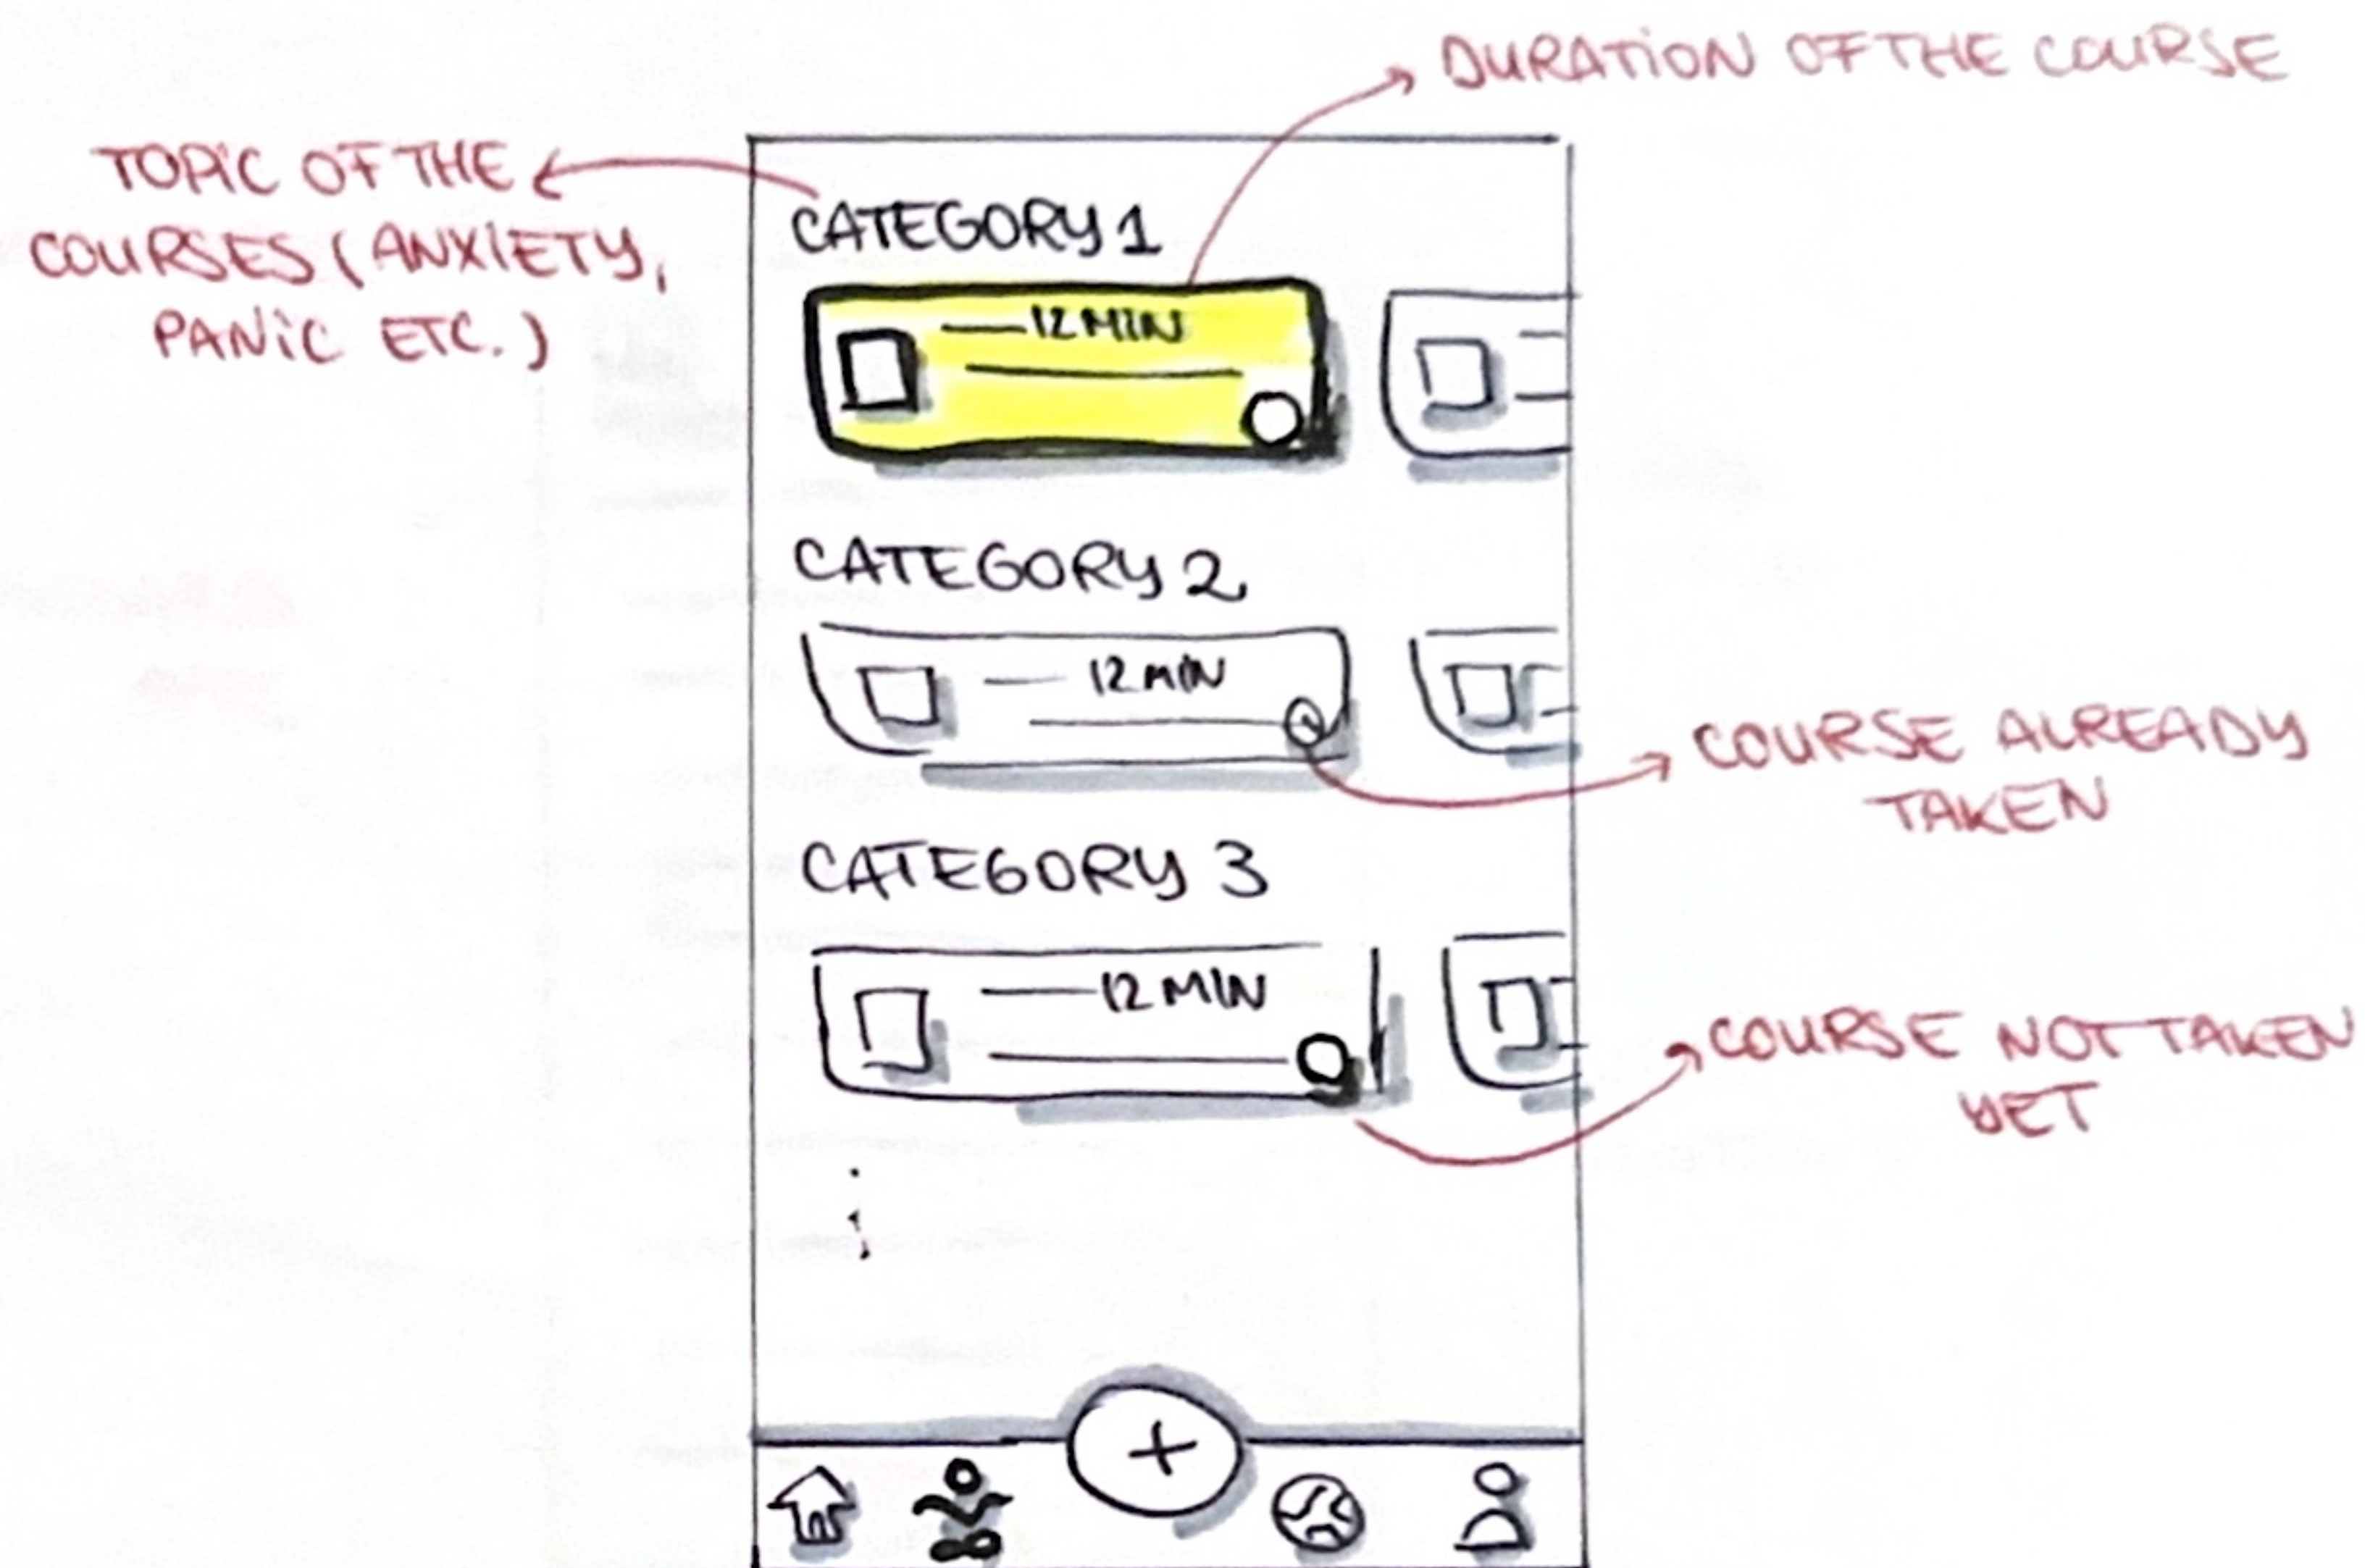 DURATION OF THE COURSE
TOPIC OF THE
COURSES (ANXIETY,
PANIC ETC.)
CATEGORY 1
12 MIN
CATEGORY 2
12 MIN
COURSE ALREADY
TAKEN
CATEGORY 3
12 MIN
COURSE NOT TAKEN
YET
+